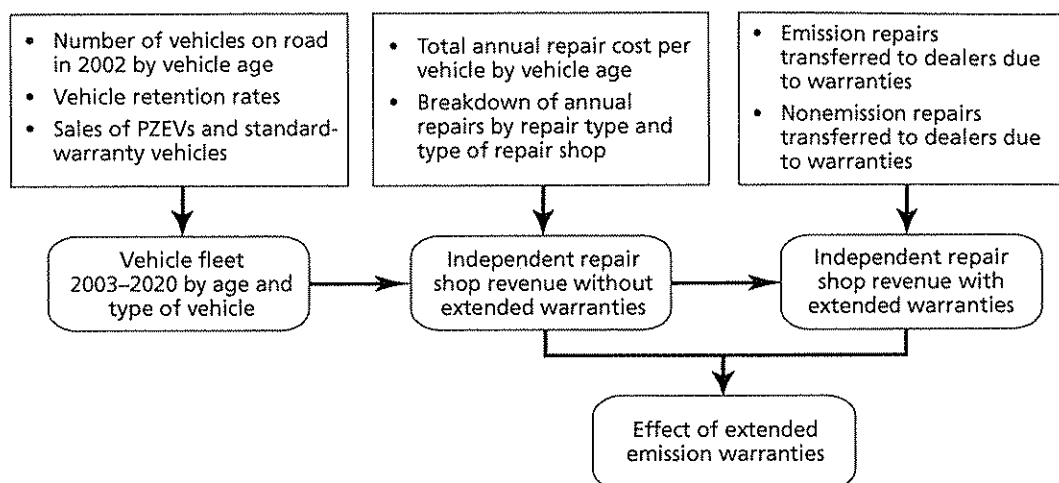 • Number of vehicles on road
in 2002 by vehicle age
• Vehicle retention rates
• Sales of PZEVs and standard-
warranty vehicles
• Total annual repair cost per
vehicle by vehicle age
• Breakdown of annual
repairs by repair type and
type of repair shop
• Emission repairs
transferred to dealers due
to warranties
• Nonemission repairs
transferred to dealers due
to warranties
Vehicle fleet
2003–2020 by age and
type of vehicle
Independent repair
shop revenue without
extended warranties
Independent repair
shop revenue with
extended warranties
Effect of extended
emission warranties